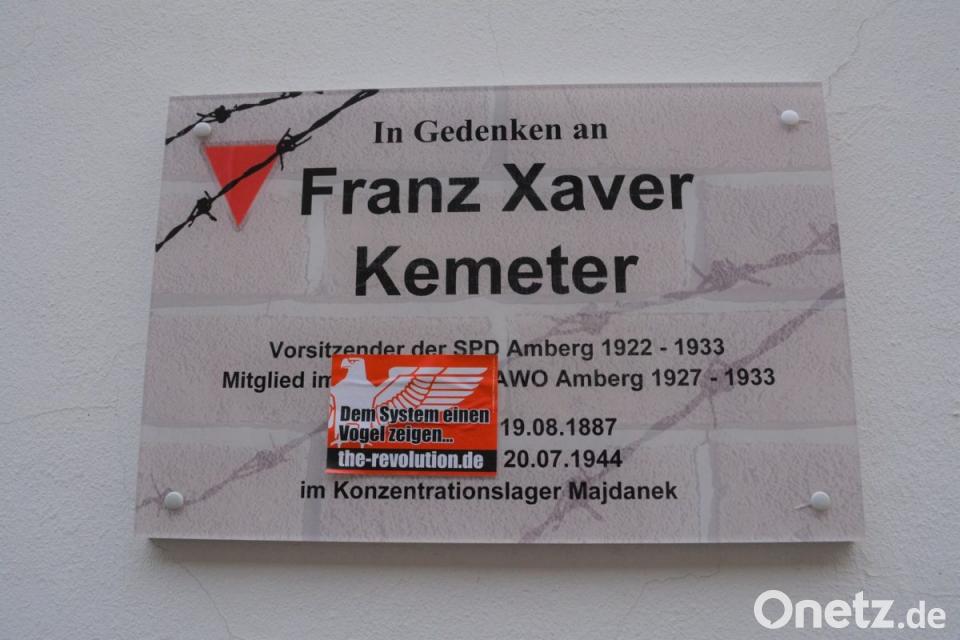 In Gedenken an
Franz Xaver
Kemeter
Vorsitzender der SPD Amberg 1922 - 1933
Mitglied im AWO Amberg 1927 - 1933
19.08.1887
20.07.1944
im Konzentrationslager Majdanek
Dem System einen
Vogel zeigen...
the-revolution.de
Onetz.de